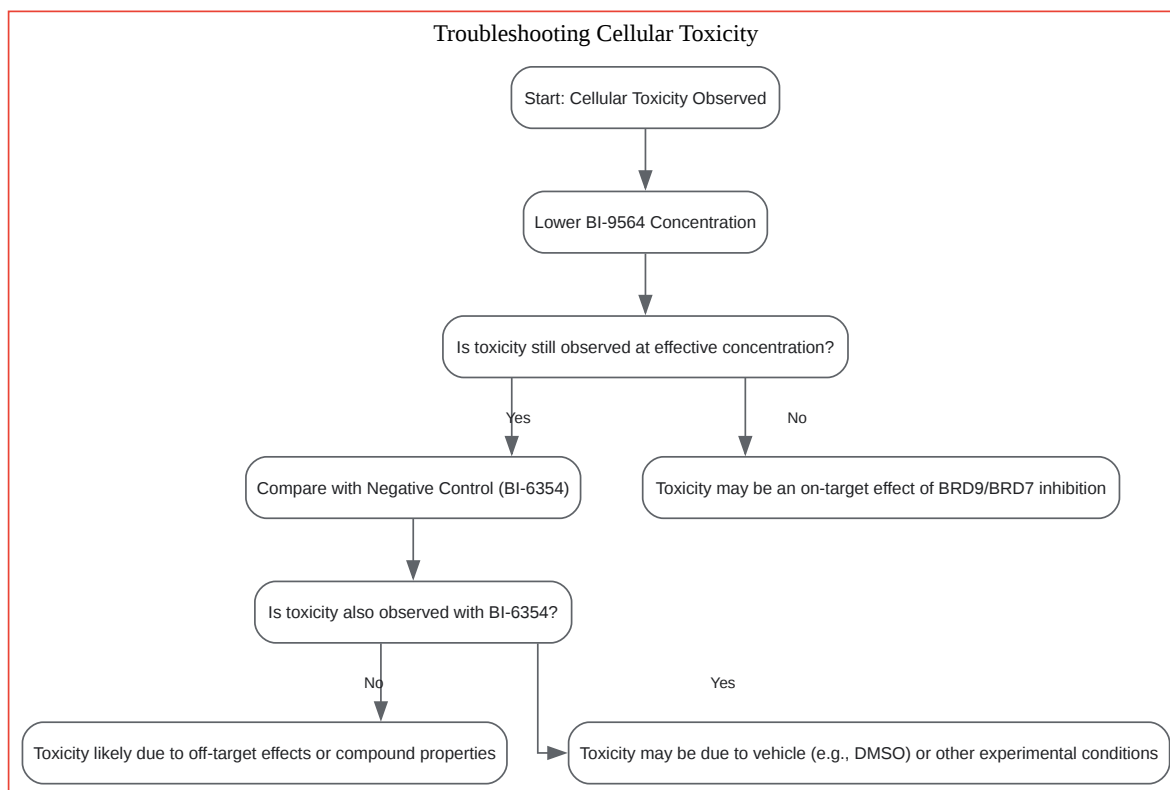 Troubleshooting Cellular Toxicity
Start: Cellular Toxicity Observed
Lower BI-9564 Concentration
Is toxicity still observed at effective concentration?
Yes
No
Compare with Negative Control (BI-6354)
Toxicity may be an on-target effect of BRD9/BRD7 inhibition
Is toxicity also observed with BI-6354?
No
Yes
Toxicity likely due to off-target effects or compound properties
Toxicity may be due to vehicle (e.g., DMSO) or other experimental conditions